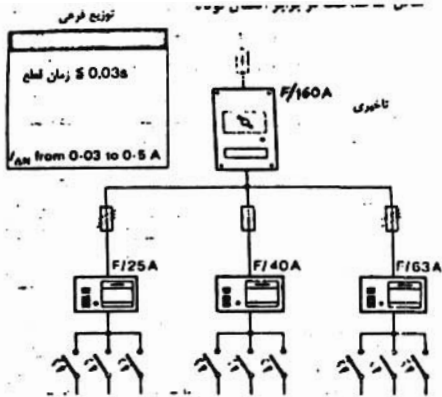 توزیع فرعی
زمان قطع ≤ 0,03s
IΔN from 0·03 to 0·5 A
F/160A
تاخیری
F/25A
F/40A
F/63A